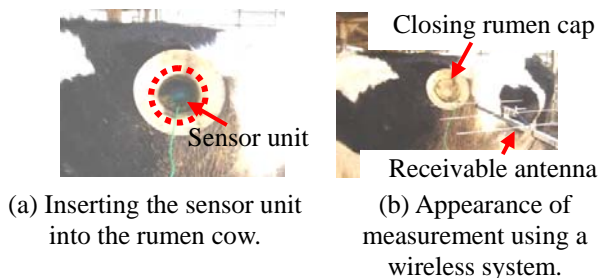 Closing rumen cap
Sensor unit
Receivable antenna
(a) Inserting the sensor unit
into the rumen cow.
(b) Appearance of
measurement using a
wireless system.